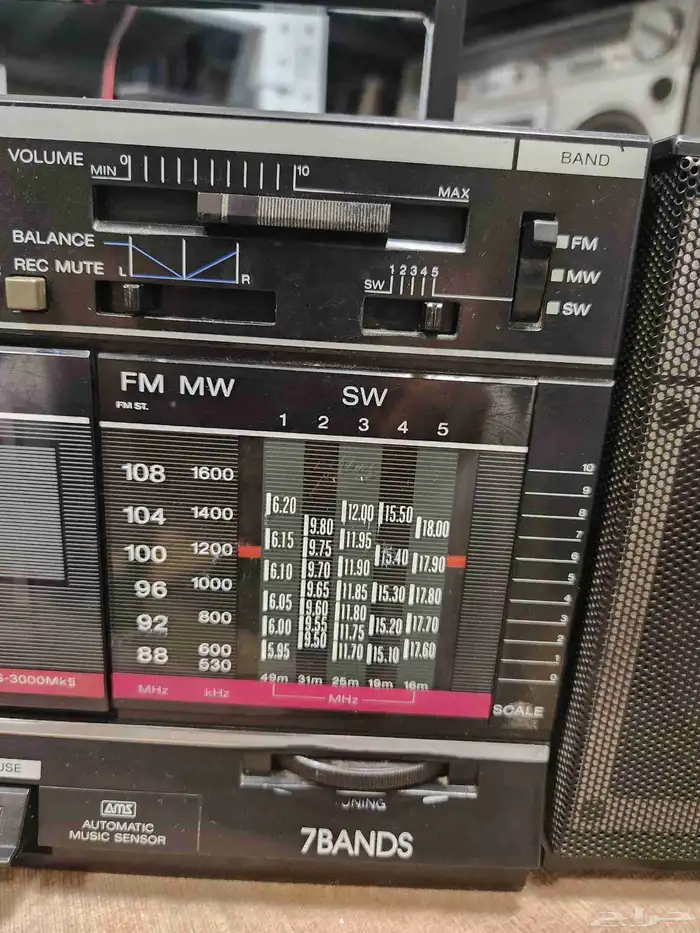 VOLUME MIN 0 10 MAX
BAND
BALANCE
REC MUTE L R
SW 1 2 3 4 5
FM
MW
SW
FM MW SW
FM ST.
1 2 3 4 5
108 1600
104 1400
100 1200
96 1000
92 800
88 600
530
MHz kHz
6.20
6.15
6.10
6.05
6.00
5.95
49m
9.80
9.75
9.70
9.65
9.60
9.55
9.50
31m
12.00
11.95
11.90
11.85
11.80
11.75
11.70
25m
15.50
15.40
15.30
15.20
15.10
19m
18.00
17.90
17.80
17.70
17.60
16m
MHz
10
9
8
7
6
5
4
3
2
1
0
SCALE
-3000MkII
USE
AMS
AUTOMATIC
MUSIC SENSOR
UNING
7BANDS
حراج